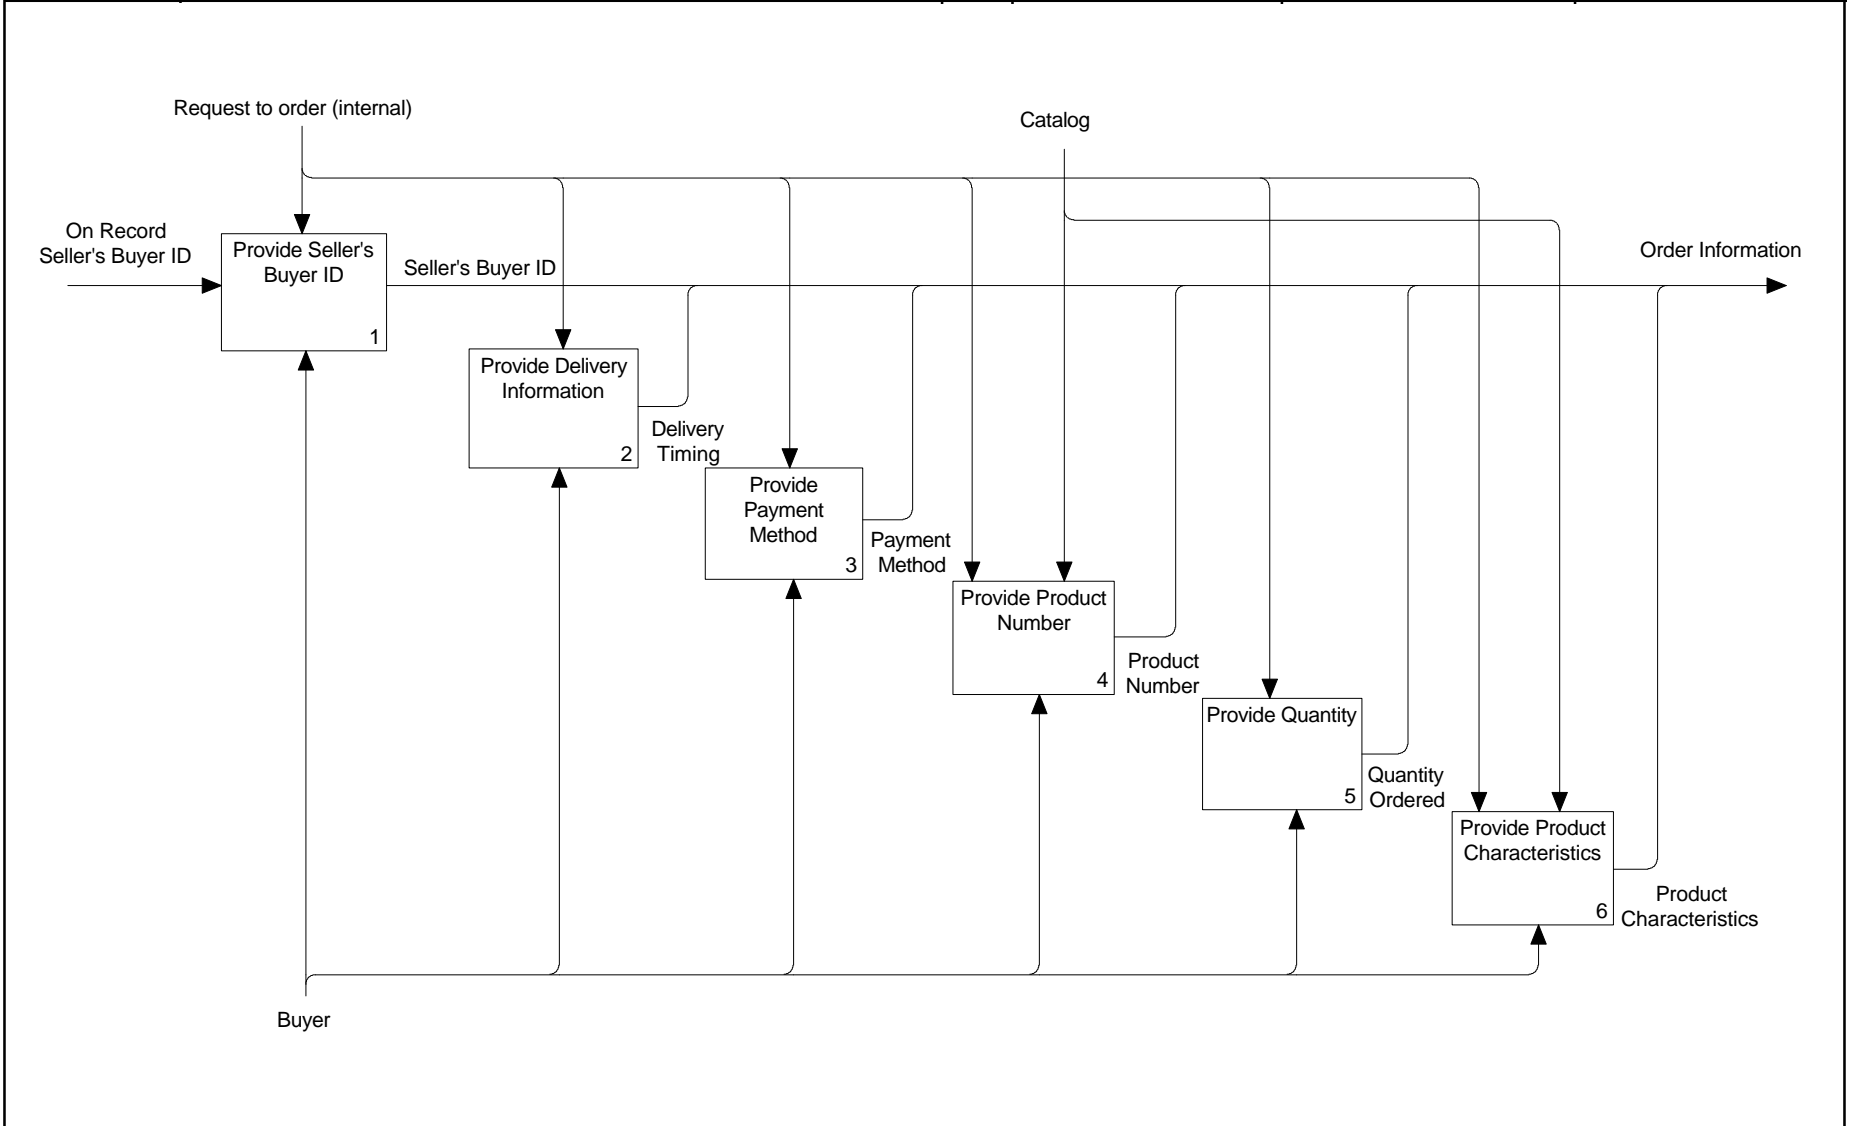 Request to order (internal)
Catalog
On Record
Seller's Buyer ID
Provide Seller's
Buyer ID
1
Seller's Buyer ID
Order Information
Provide Delivery
Information
2
Delivery
Timing
Provide
Payment
Method
3
Payment
Method
Provide Product
Number
4
Product
Number
Provide Quantity
5
Quantity
Ordered
Provide Product
Characteristics
6
Product
Characteristics
Buyer